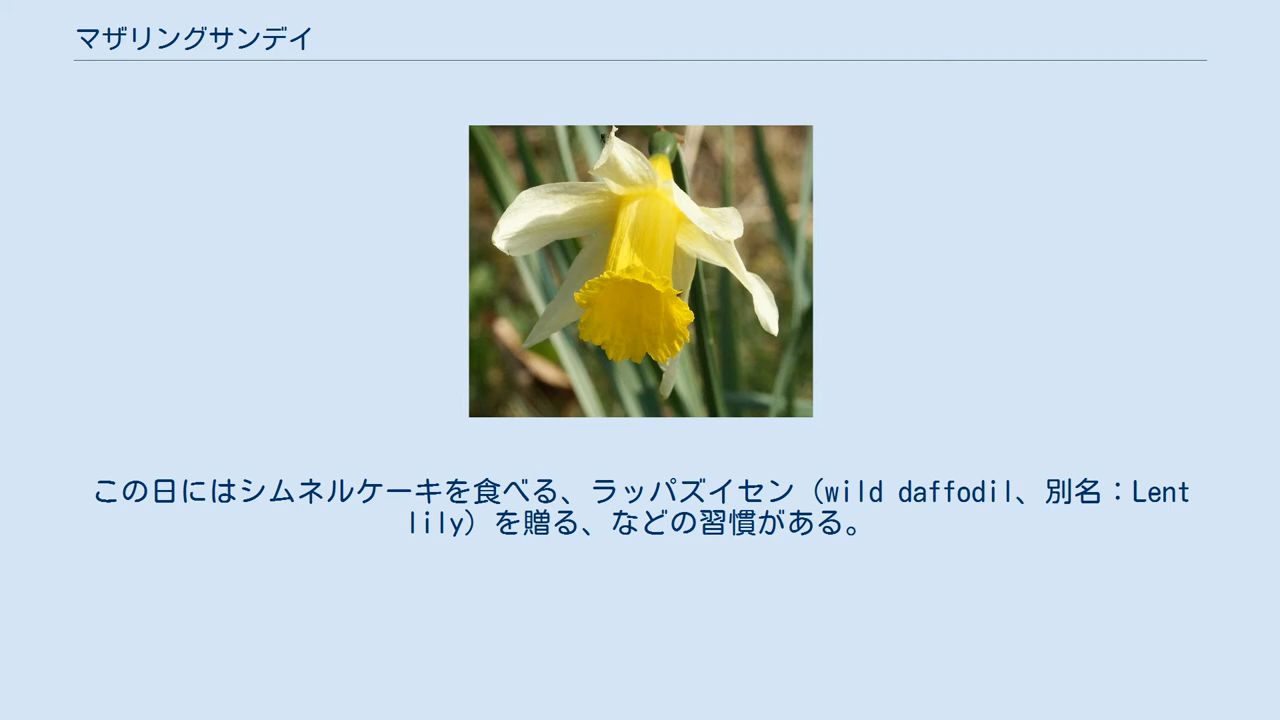 マザリングサンデイ
この日にはシムネルケーキを食べる、ラッパズイセン（wild daffodil、別名：Lent
lily）を贈る、などの習慣がある。